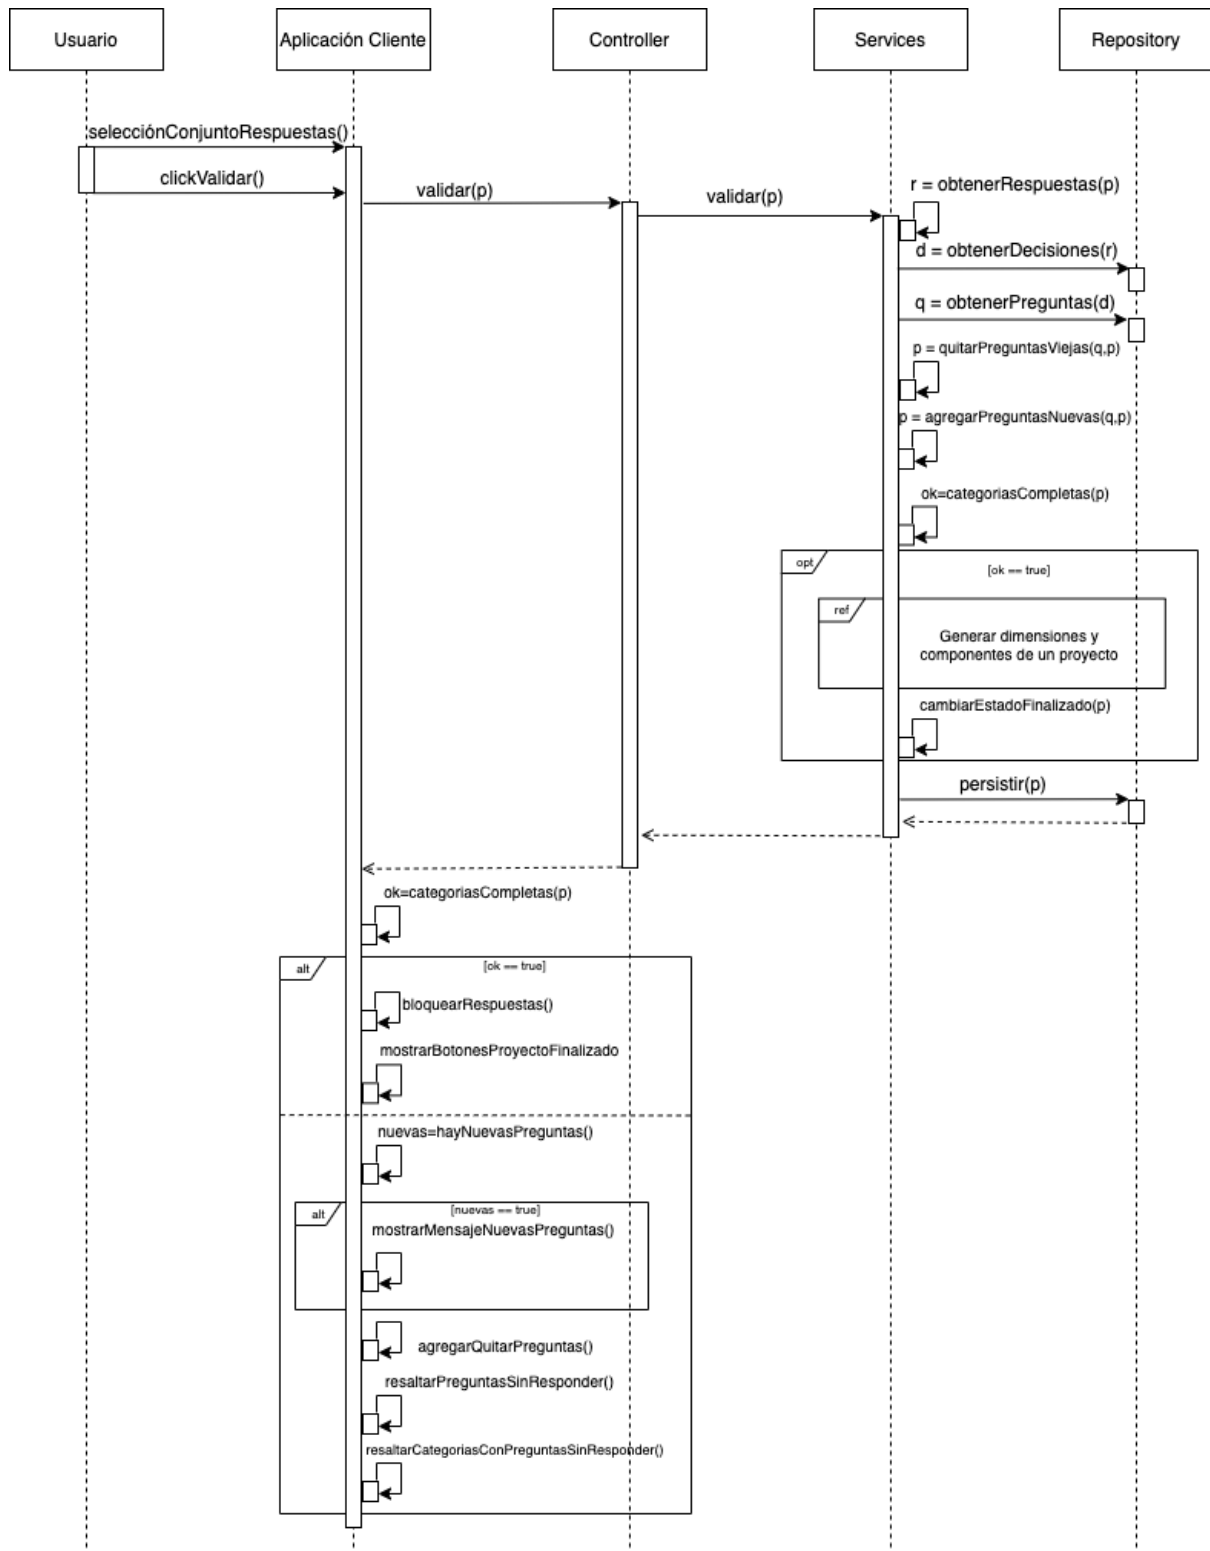 Usuario
Aplicación Cliente
Controller
Services
Repository
selecciónConjuntoRespuestas()
clickValidar()
validar(p)
validar(p)
r = obtenerRespuestas(p)
d = obtenerDecisiones(r)
q = obtenerPreguntas(d)
p = quitarPreguntasViejas(q,p)
p = agregarPreguntasNuevas(q,p)
ok=categoriasCompletas(p)
opt
[ok == true]
ref
Generar dimensiones y
componentes de un proyecto
cambiarEstadoFinalizado(p)
persistir(p)
ok=categoriasCompletas(p)
alt
[ok == true]
bloquearRespuestas()
mostrarBotonesProyectoFinalizado
nuevas=hayNuevasPreguntas()
alt
[nuevas == true]
mostrarMensajeNuevasPreguntas()
agregarQuitarPreguntas()
resaltarPreguntasSinResponder()
resaltarCategoriasConPreguntasSinResponder()